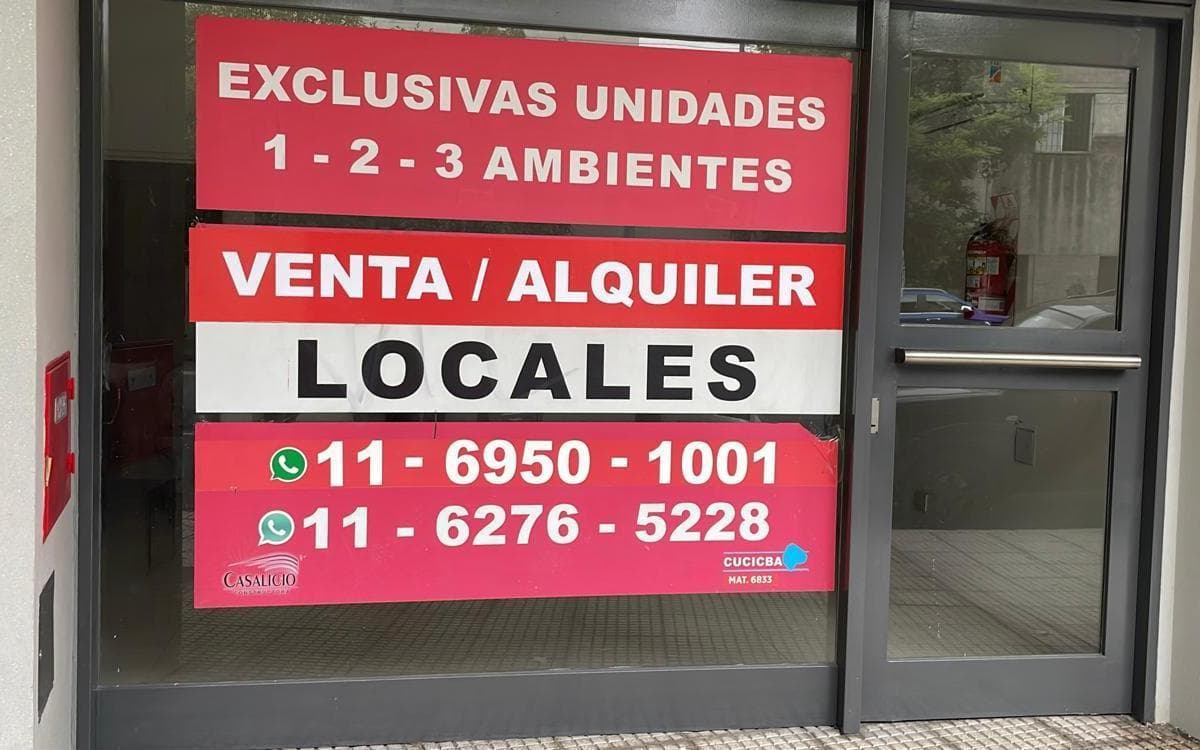 EXCLUSIVAS UNIDADES
1 - 2 - 3 AMBIENTES
VENTA / ALQUILER
LOCALES
11 - 6950 - 1001
11 - 6276 - 5228
CASALICIO
CONSTRUCTORA
CUCICBA
MAT. 6833